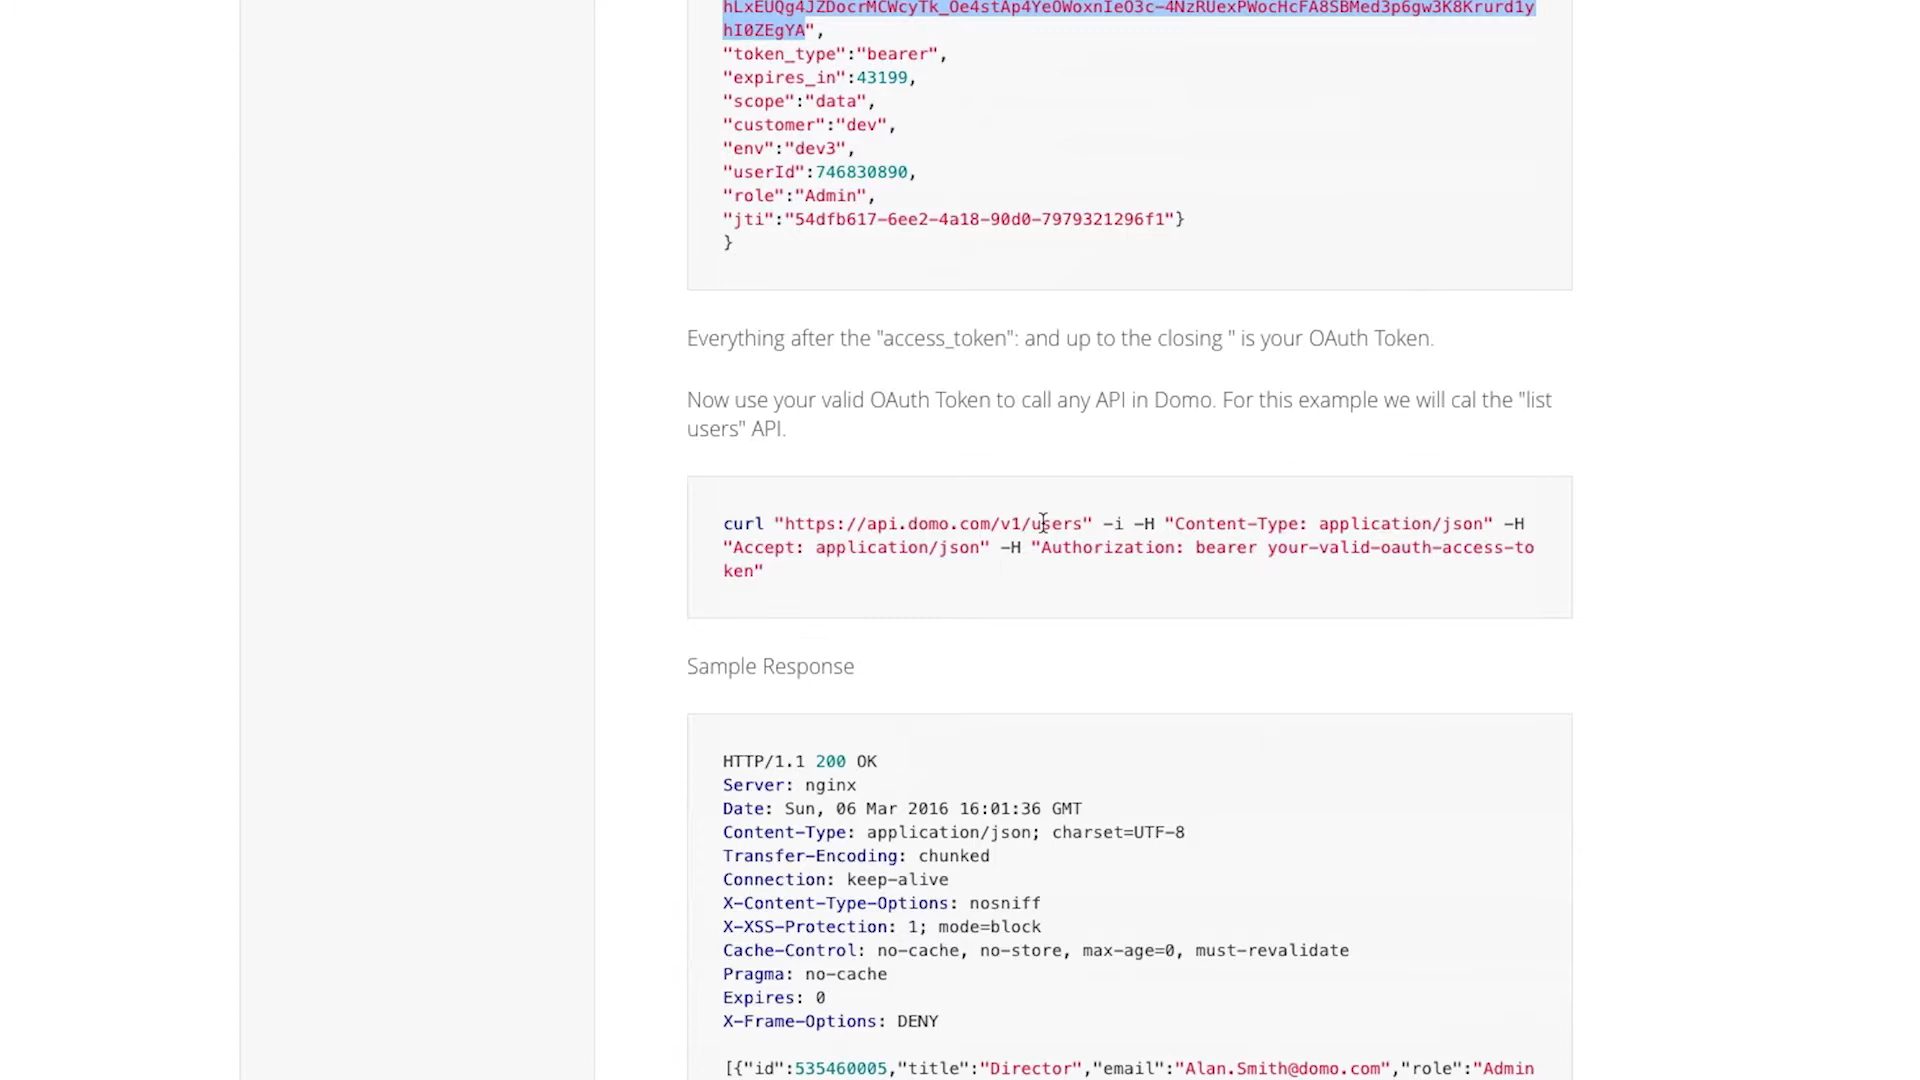 hLxEUQg4JZDocrMCWcyTk_Oe4stAp4YeOWoxnIeO3c-4NzRUexPWocHcFA8SBMed3p6gw3K8Krurd1y
hI0ZEgYA",
"token_type":"bearer",
"expires_in":43199,
"scope":"data",
"customer":"dev",
"env":"dev3",
"userId":746830890,
"role":"Admin",
"jti":"54dfb617-6ee2-4a18-90d0-7979321296f1"}
}
Everything after the "access_token": and up to the closing " is your OAuth Token.
Now use your valid OAuth Token to call any API in Domo. For this example we will cal the "list
users" API.
curl "https://api.domo.com/v1/users" -i -H "Content-Type: application/json" -H
"Accept: application/json" -H "Authorization: bearer your-valid-oauth-access-to
ken"
Sample Response
HTTP/1.1 200 OK
Server: nginx
Date: Sun, 06 Mar 2016 16:01:36 GMT
Content-Type: application/json; charset=UTF-8
Transfer-Encoding: chunked
Connection: keep-alive
X-Content-Type-Options: nosniff
X-XSS-Protection: 1; mode=block
Cache-Control: no-cache, no-store, max-age=0, must-revalidate
Pragma: no-cache
Expires: 0
X-Frame-Options: DENY
[{"id":535460005,"title":"Director","email":"Alan.Smith@domo.com","role":"Admin